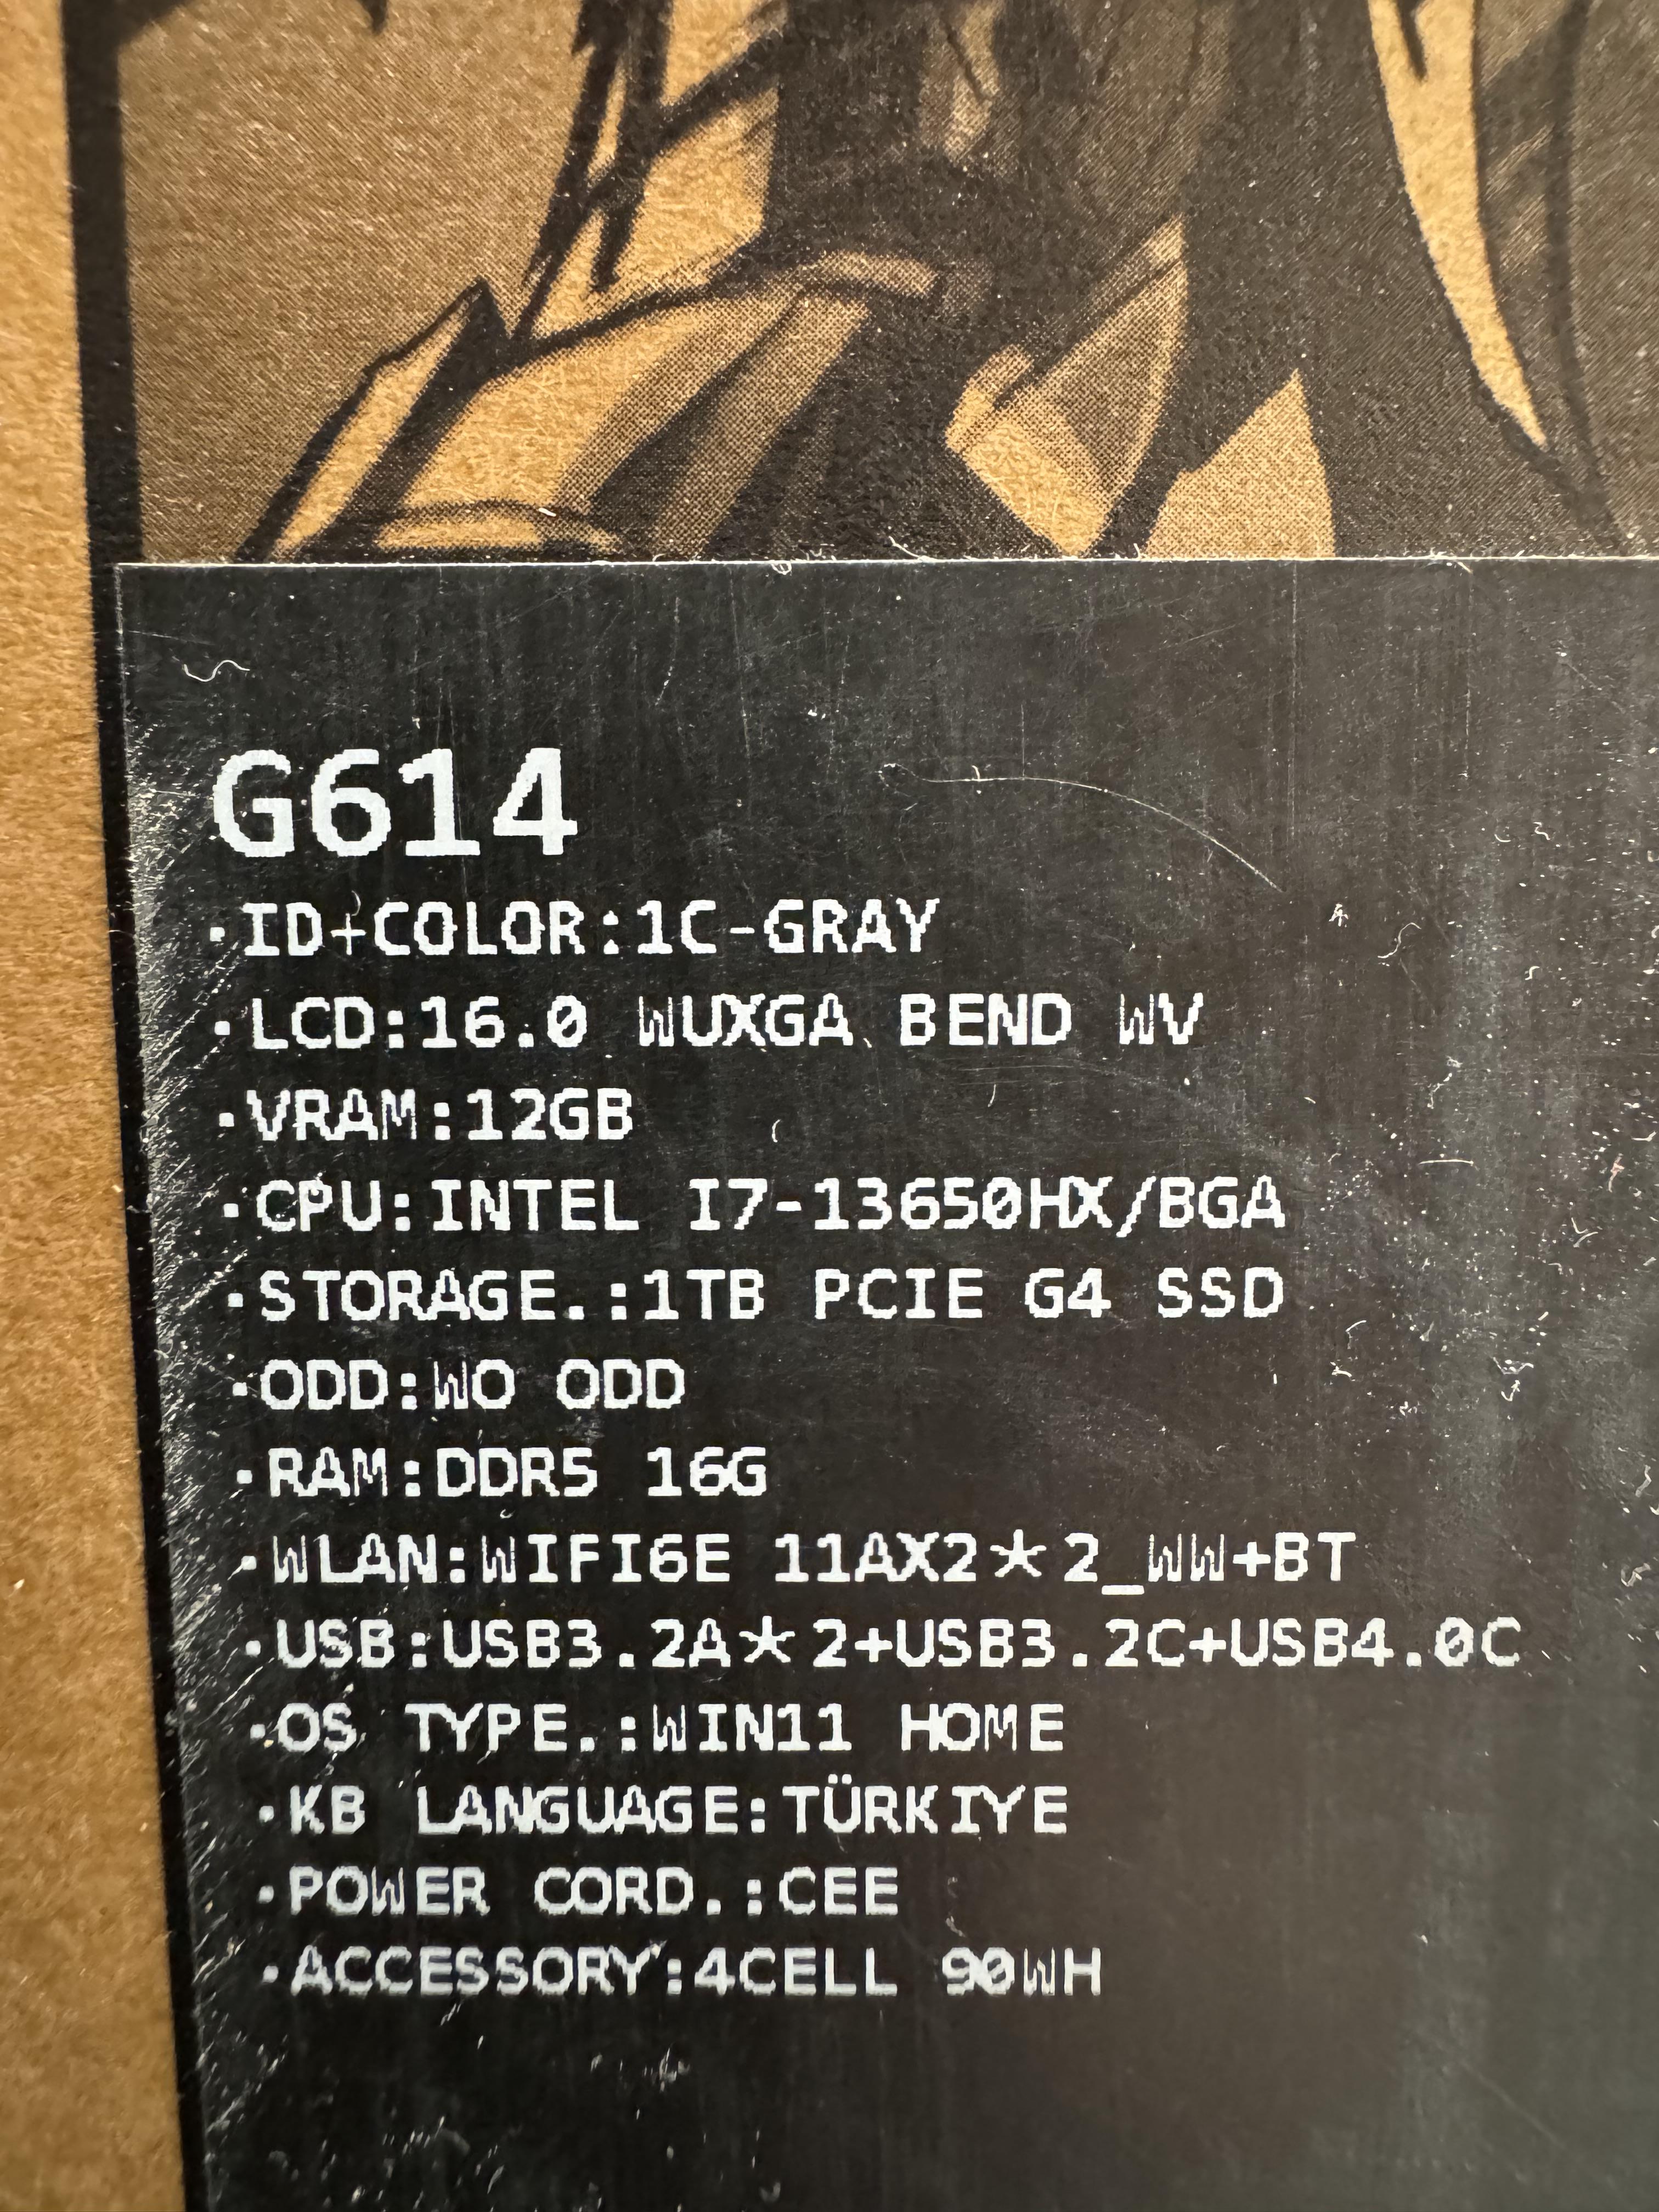 G614
·ID+COLOR:1C-GRAY
·LCD:16.0 WUXGA BEND WV
·VRAM:12GB
·CPU:INTEL I7-13650HX/BGA
·STORAGE.:1TB PCIE G4 SSD
·ODD:WO ODD
·RAM:DDR5 16G
·WLAN:WIFI6E 11AX2*2_WW+BT
·USB:USB3.2A*2+USB3.2C+USB4.0C
·OS TYPE.:WIN11 HOME
·KB LANGUAGE:TÜRKIYE
·POWER CORD.:CEE
·ACCESSORY:4CELL 90WH